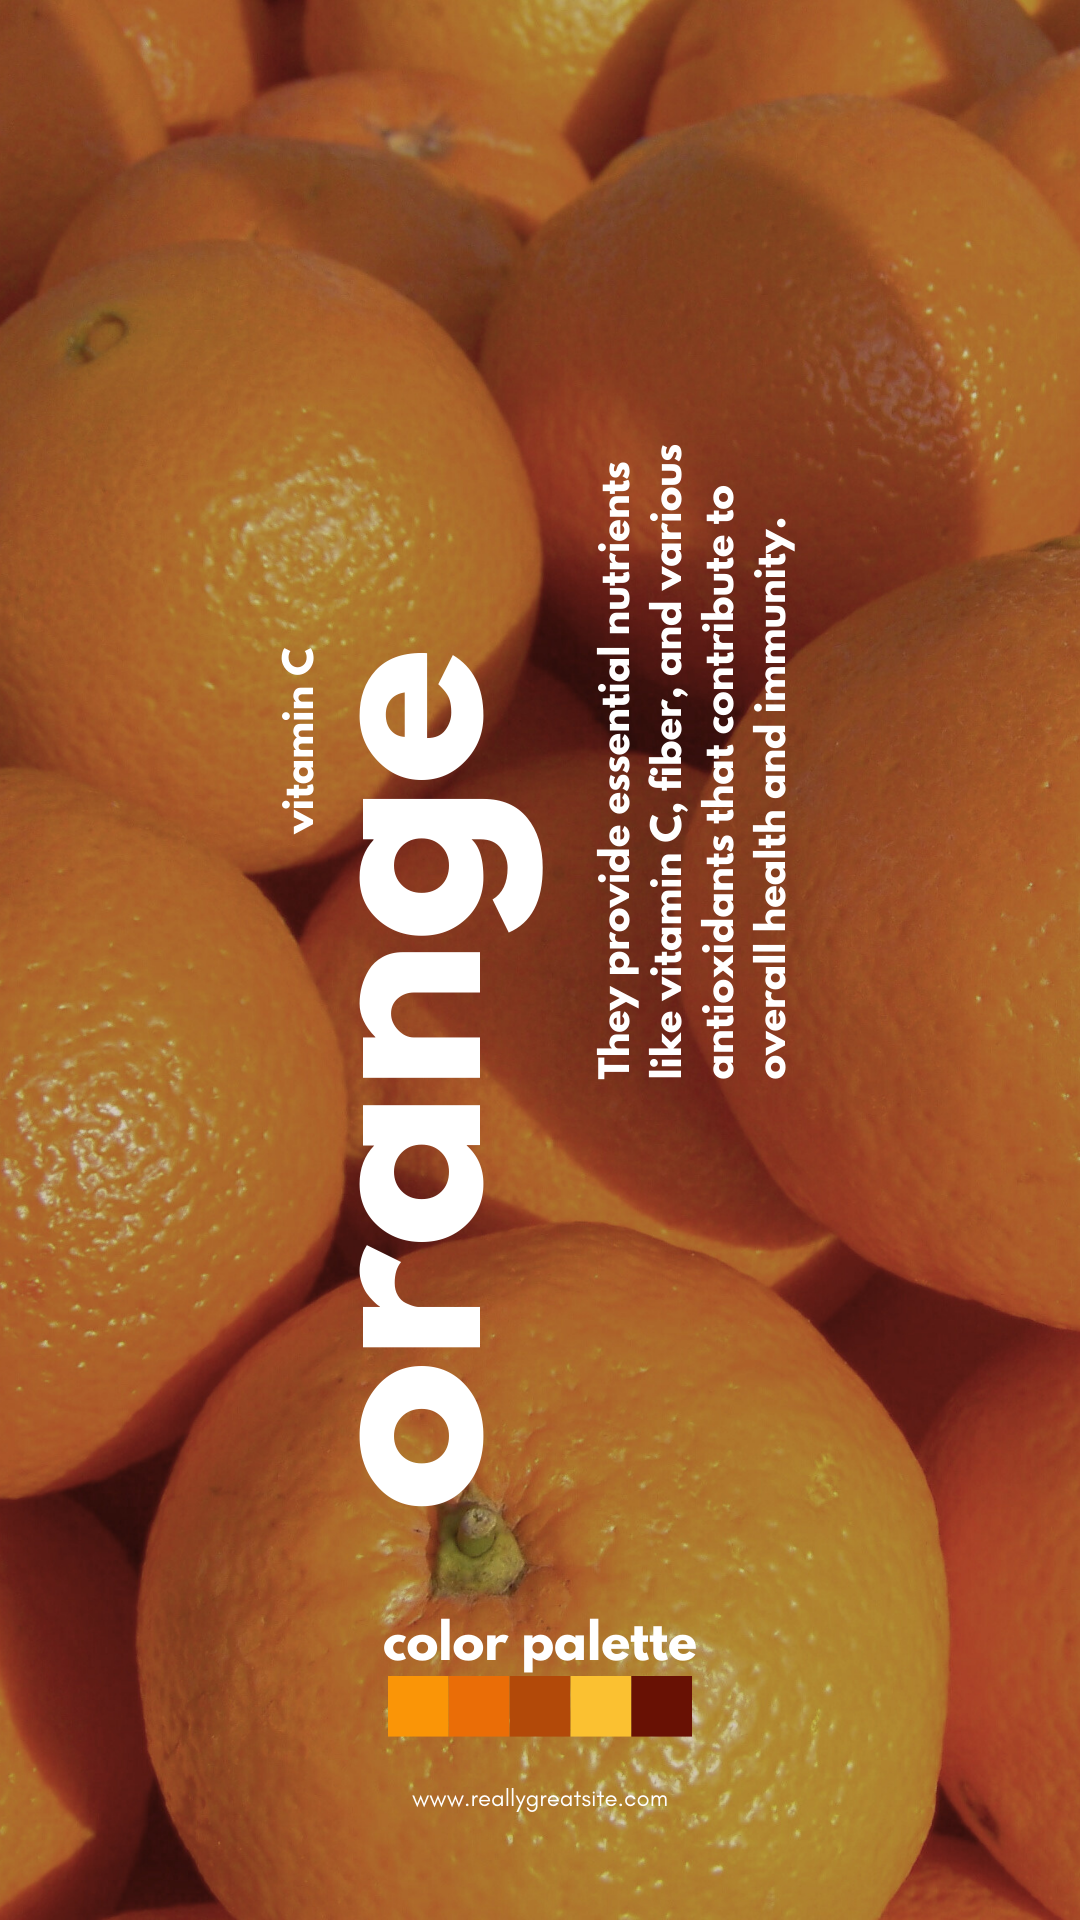 vitamin C
orange
They provide essential nutrients
like vitamin C, fiber, and various
antioxidants that contribute to
overall health and immunity.
color palette
www.reallygreatsite.com